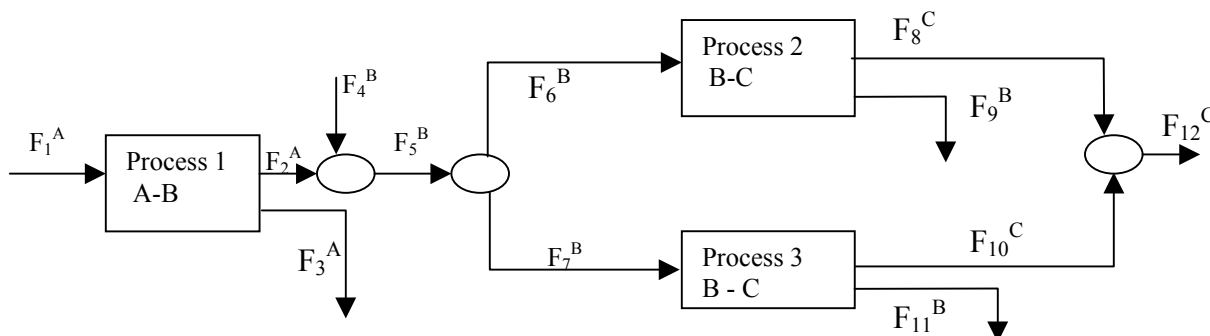 F₁ᴬ
Process 1
A-B
F₂ᴬ
F₃ᴬ
F₄ᴮ
F₅ᴮ
F₆ᴮ
F₇ᴮ
Process 2
B-C
F₈ᶜ
F₉ᴮ
Process 3
B - C
F₁₀ᶜ
F₁₁ᴮ
F₁₂ᶜ